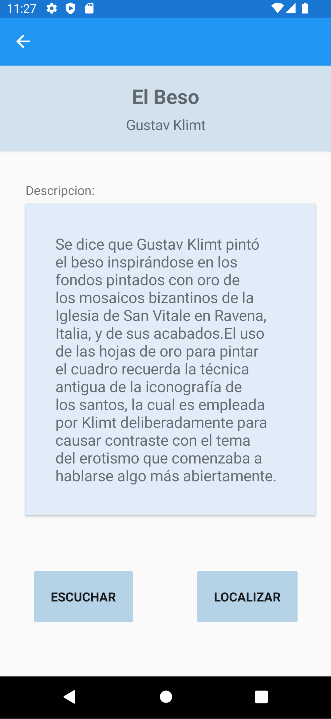 11:27
El Beso
Gustav Klimt
Descripcion:
Se dice que Gustav Klimt pintó
el beso inspirándose en los
fondos pintados con oro de
los mosaicos bizantinos de la
Iglesia de San Vitale en Ravena,
Italia, y de sus acabados.El uso
de las hojas de oro para pintar
el cuadro recuerda la técnica
antigua de la iconografía de
los santos, la cual es empleada
por Klimt deliberadamente para
causar contraste con el tema
del erotismo que comenzaba a
hablarse algo más abiertamente.
ESCUCHAR
LOCALIZAR